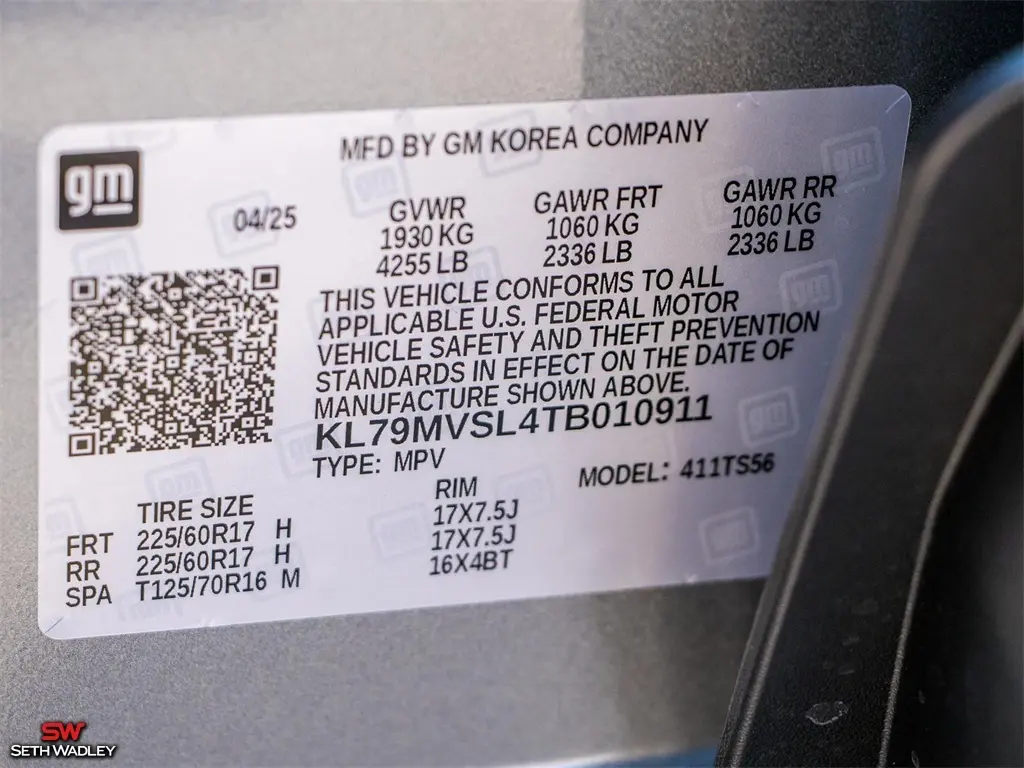 MFD BY GM KOREA COMPANY
gm
04/25
GVWR
1930 KG
4255 LB
GAWR FRT
1060 KG
2336 LB
GAWR RR
1060 KG
2336 LB
THIS VEHICLE CONFORMS TO ALL
APPLICABLE U.S. FEDERAL MOTOR
VEHICLE SAFETY AND THEFT PREVENTION
STANDARDS IN EFFECT ON THE DATE OF
MANUFACTURE SHOWN ABOVE.
KL79MVSL4TB010911
TYPE: MPV
MODEL: 411TS56
TIRE SIZE RIM
FRT 225/60R17 H 17X7.5J
RR 225/60R17 H 17X7.5J
SPA T125/70R16 M 16X4BT
SW
SETH WADLEY